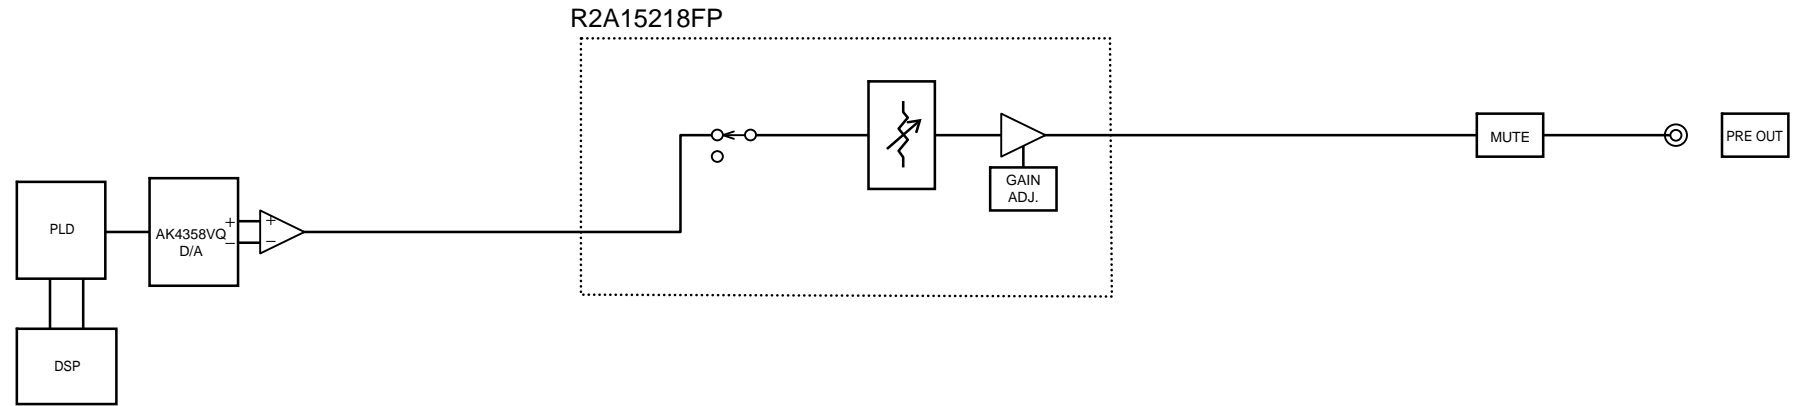 R2A15218FP
MUTE
PRE OUT
GAIN
ADJ.
PLD
AK4358VQ
D/A
+
−
+
−
DSP